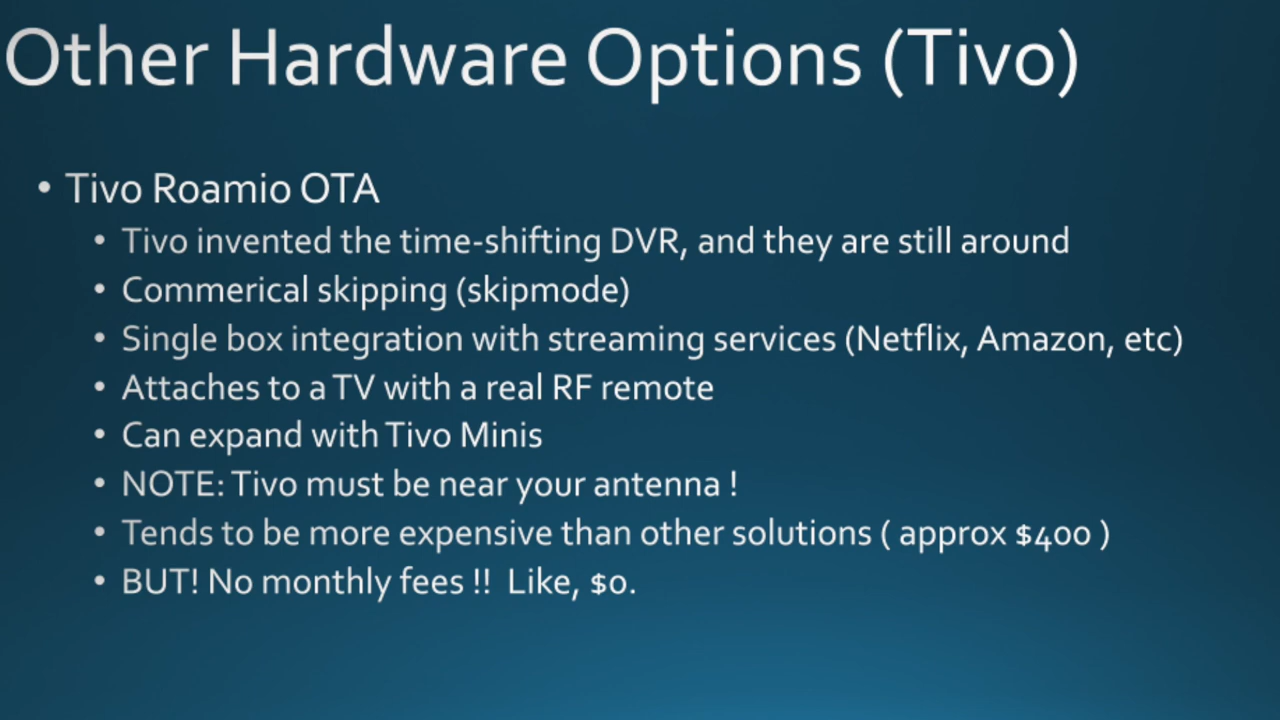 Other Hardware Options (Tivo)
• Tivo Roamio OTA
• Tivo invented the time-shifting DVR, and they are still around
• Commerical skipping (skipmode)
• Single box integration with streaming services (Netflix, Amazon, etc)
• Attaches to a TV with a real RF remote
• Can expand with Tivo Minis
• NOTE: Tivo must be near your antenna !
• Tends to be more expensive than other solutions ( approx $400 )
• BUT! No monthly fees !!  Like, $0.